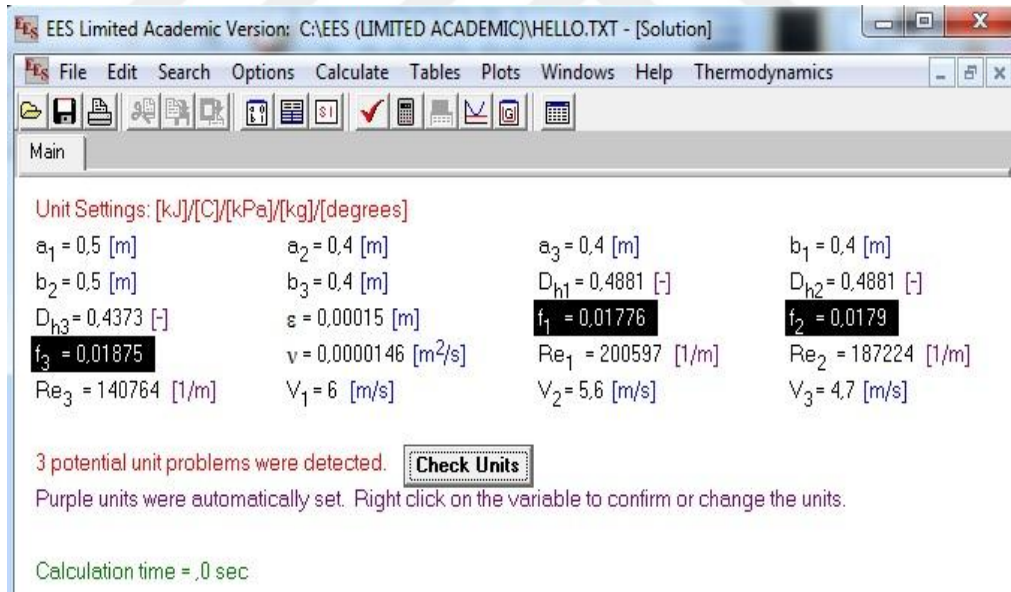 EES Limited Academic Version: C:\EES (LIMITED ACADEMIC)\HELLO.TXT - [Solution]
File Edit Search Options Calculate Tables Plots Windows Help Thermodynamics
Main
Unit Settings: [kJ]/[C]/[kPa]/[kg]/[degrees]
a1 = 0,5 [m] a2 = 0,4 [m] a3 = 0,4 [m] b1 = 0,4 [m]
b2 = 0,5 [m] b3 = 0,4 [m] Dh1 = 0,4881 [-] Dh2 = 0,4881 [-]
Dh3 = 0,4373 [-] ε = 0,00015 [m] f1 = 0,01776 f2 = 0,0179
f3 = 0,01875 ν = 0,0000146 [m2/s] Re1 = 200597 [1/m] Re2 = 187224 [1/m]
Re3 = 140764 [1/m] V1 = 6 [m/s] V2 = 5,6 [m/s] V3 = 4,7 [m/s]
3 potential unit problems were detected. Check Units
Purple units were automatically set. Right click on the variable to confirm or change the units.
Calculation time = ,0 sec